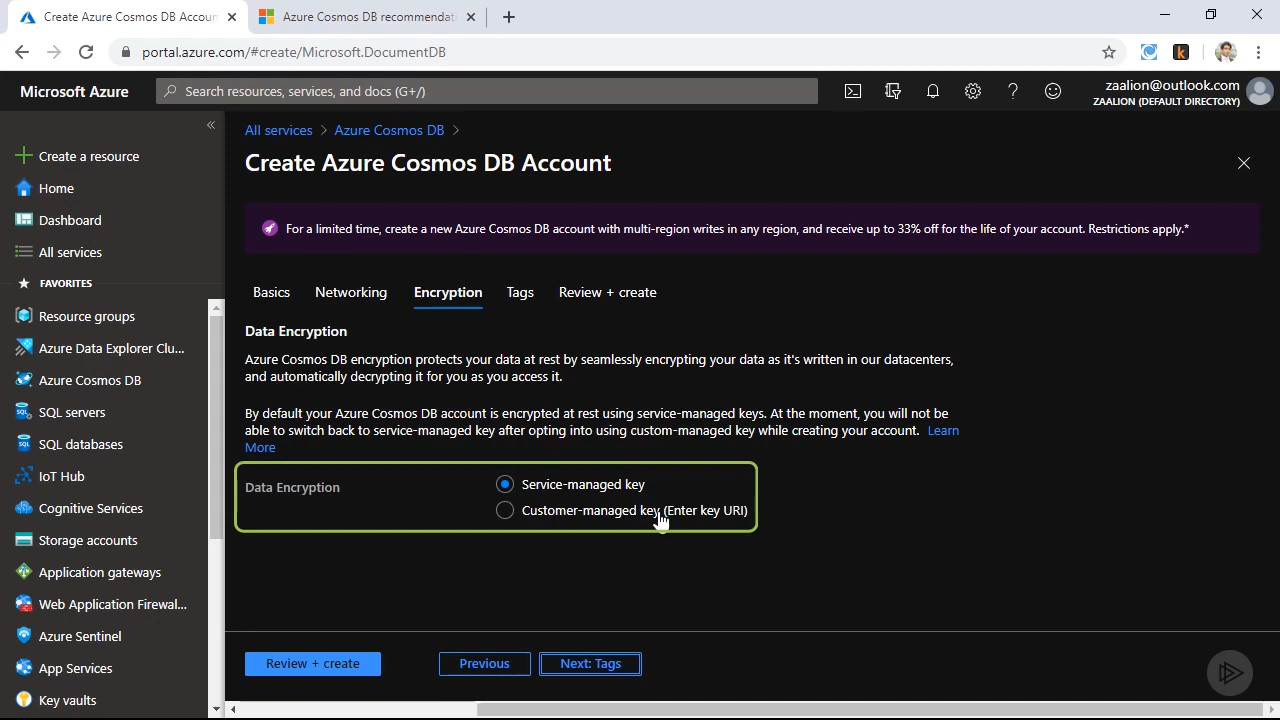 Create Azure Cosmos DB Accoun
Azure Cosmos DB recommendat
portal.azure.com/#create/Microsoft.DocumentDB
Microsoft Azure
Search resources, services, and docs (G+/)
zaalion@outlook.com
ZAALION (DEFAULT DIRECTORY)
Create a resource
Home
Dashboard
All services
FAVORITES
Resource groups
Azure Data Explorer Clu...
Azure Cosmos DB
SQL servers
SQL databases
IoT Hub
Cognitive Services
Storage accounts
Application gateways
Web Application Firewal...
Azure Sentinel
App Services
Key vaults
All services > Azure Cosmos DB >
Create Azure Cosmos DB Account
For a limited time, create a new Azure Cosmos DB account with multi-region writes in any region, and receive up to 33% off for the life of your account. Restrictions apply.*
Basics Networking Encryption Tags Review + create
Data Encryption
Azure Cosmos DB encryption protects your data at rest by seamlessly encrypting your data as it's written in our datacenters,
and automatically decrypting it for you as you access it.
By default your Azure Cosmos DB account is encrypted at rest using service-managed keys. At the moment, you will not be
able to switch back to service-managed key after opting into using custom-managed key while creating your account. Learn
More
Data Encryption
Service-managed key
Customer-managed key (Enter key URI)
Review + create Previous Next: Tags